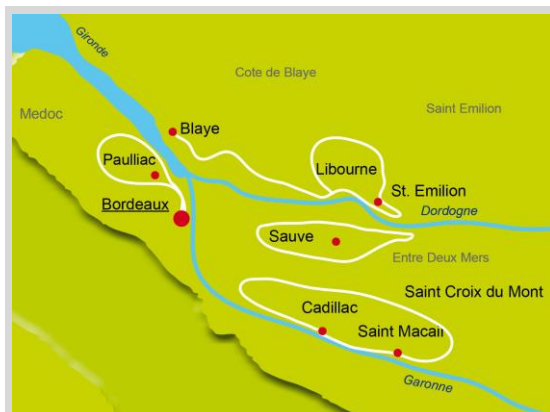 Gironde
Cote de Blaye
Saint Emilion
Medoc
Blaye
Paulliac
Libourne
St. Emilion
Bordeaux
Dordogne
Sauve
Entre Deux Mers
Saint Croix du Mont
Cadillac
Saint Macail
Garonne